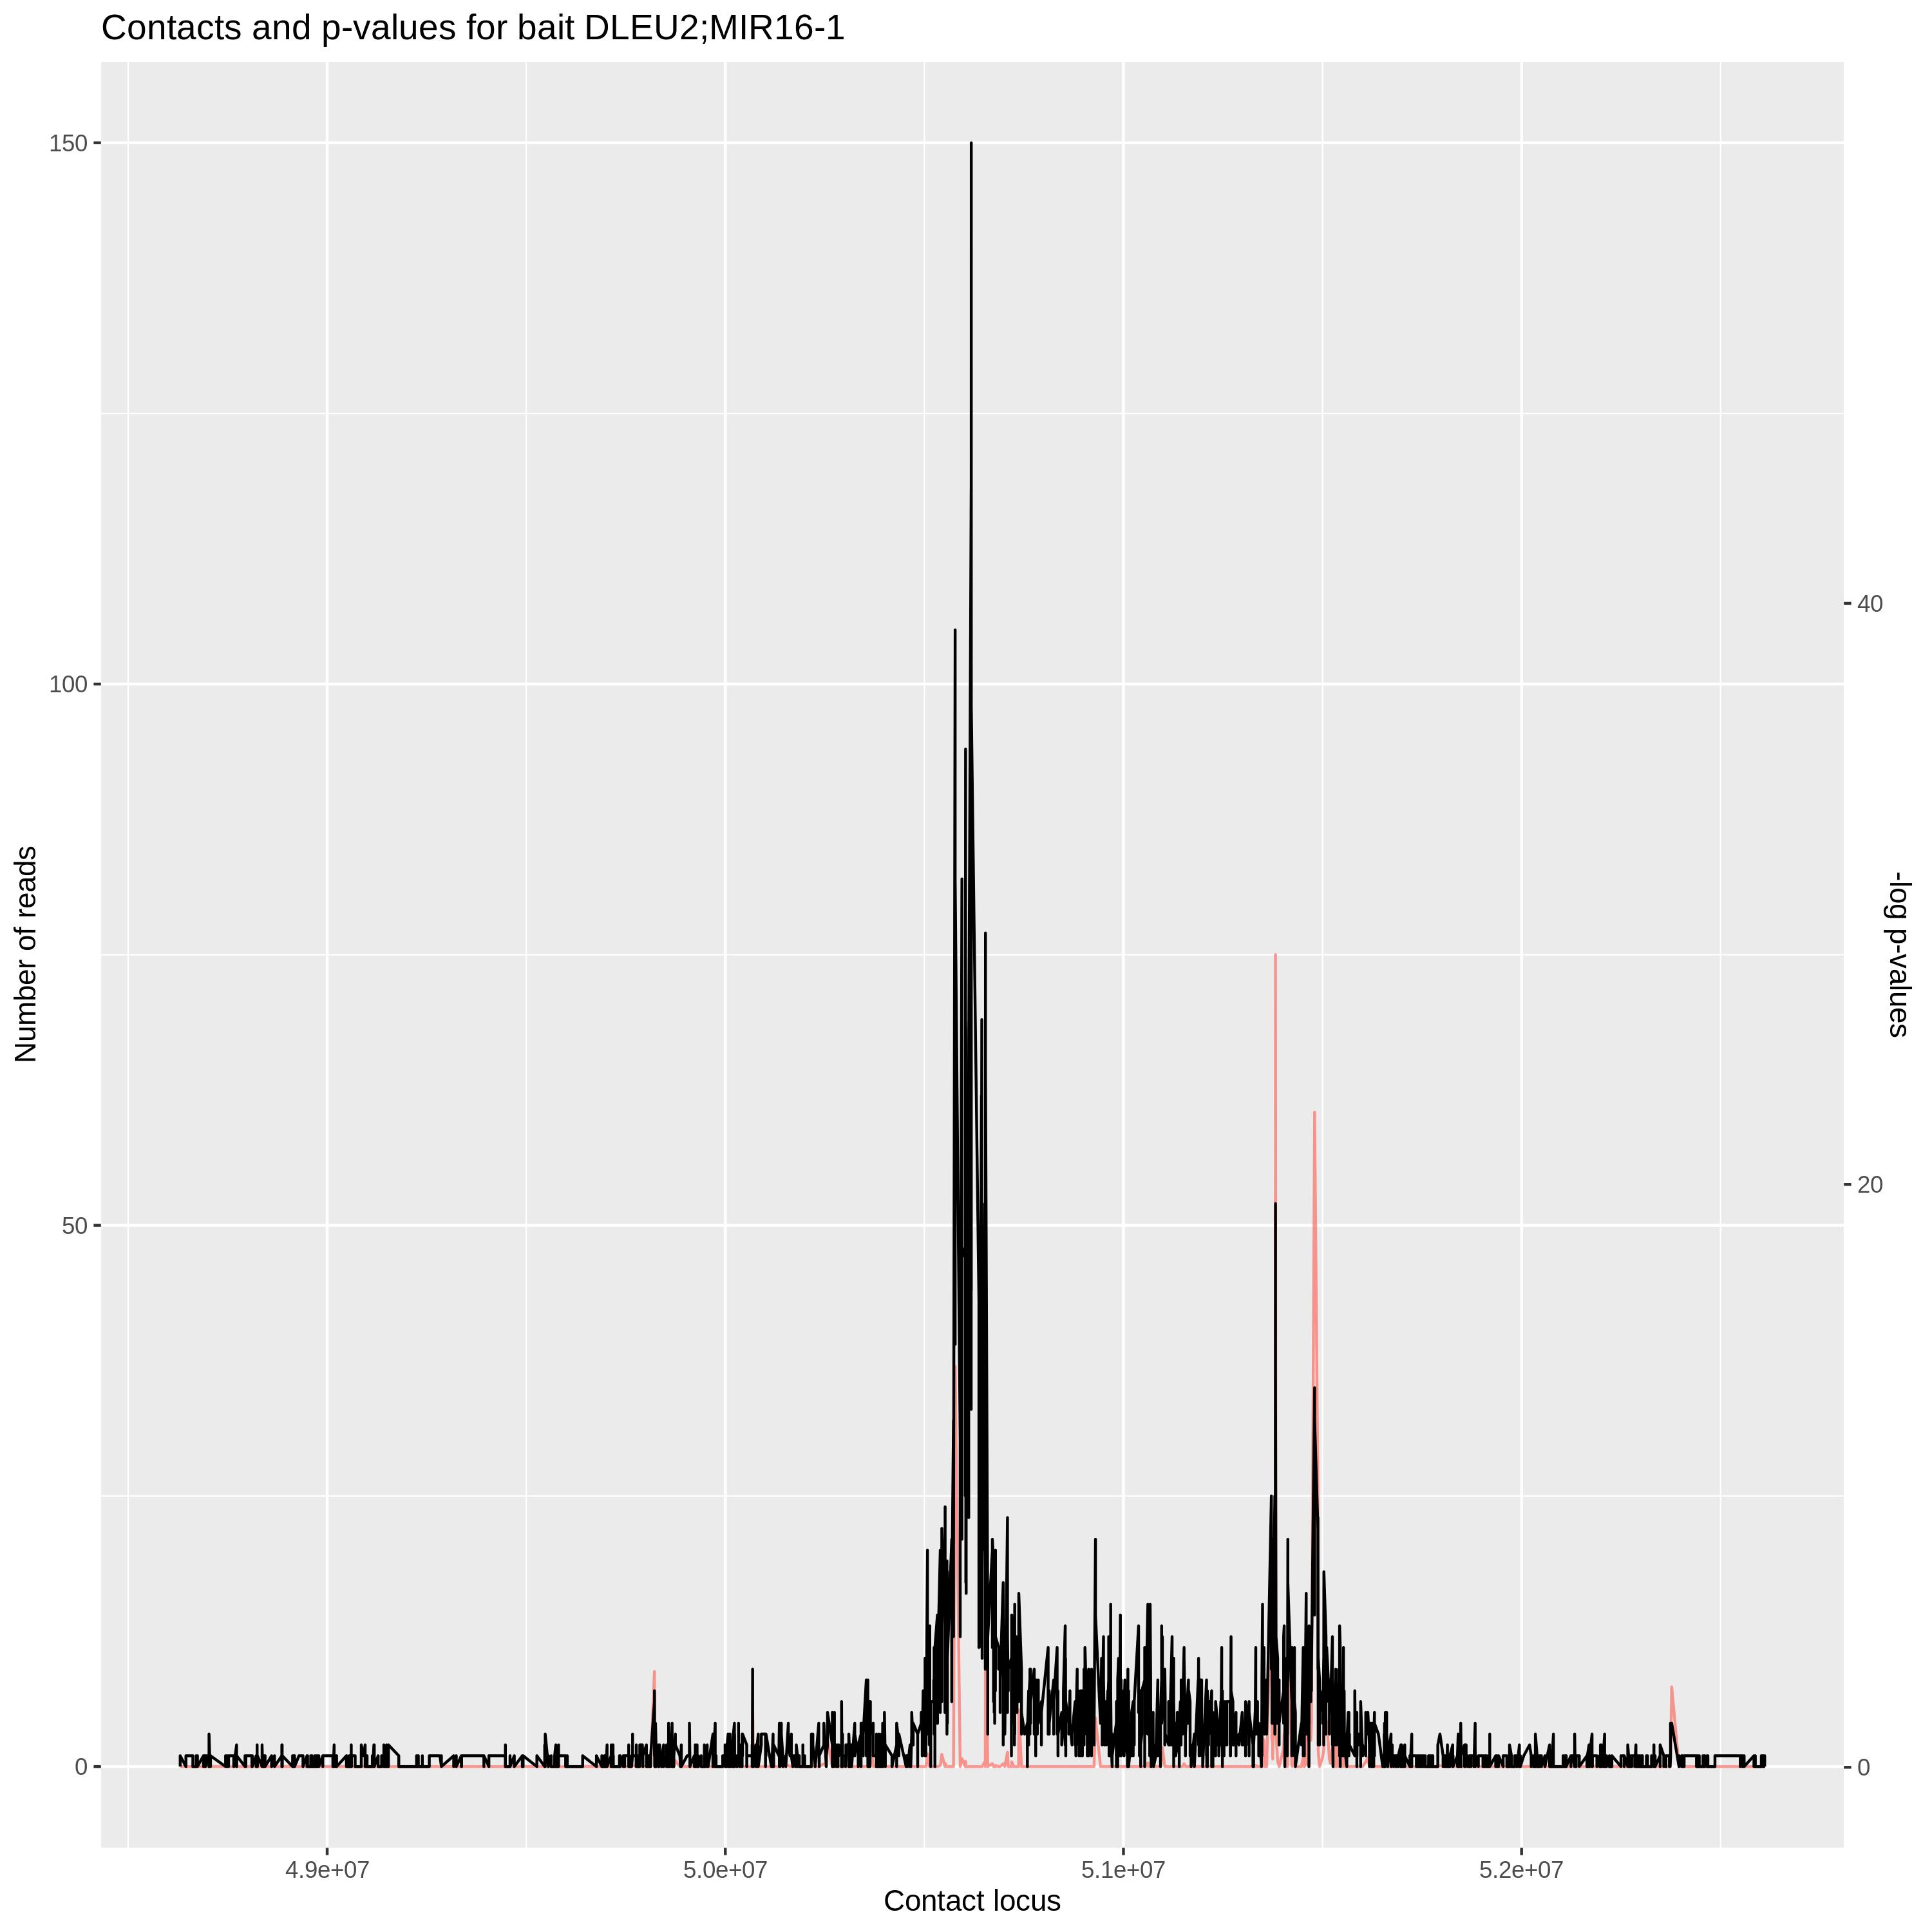 Contacts and p-values for bait DLEU2;MIR16-1
150
100
50
0
Number of reads
40
20
0
-log p-values
4.9e+07
5.0e+07
5.1e+07
5.2e+07
Contact locus